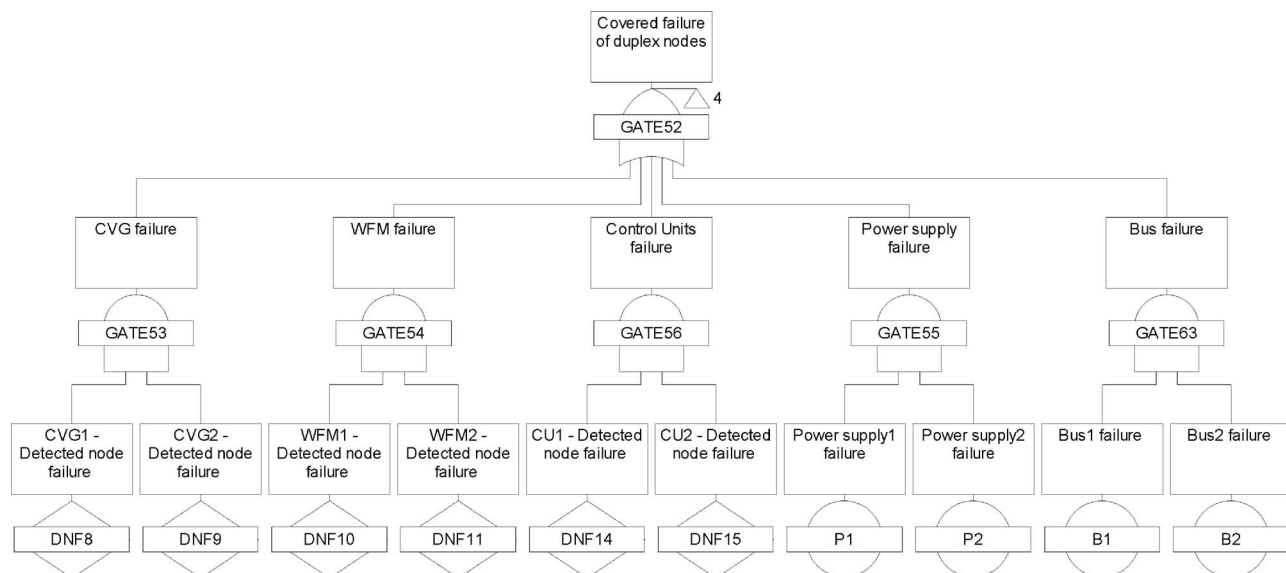 Covered failure
of duplex nodes
4
GATE52
CVG failure
WFM failure
Control Units
failure
Power supply
failure
Bus failure
GATE53
GATE54
GATE56
GATE55
GATE63
CVG1 -
Detected node
failure
CVG2 -
Detected node
failure
WFM1 -
Detected node
failure
WFM2 -
Detected node
failure
CU1 - Detected
node failure
CU2 - Detected
node failure
Power supply1
failure
Power supply2
failure
Bus1 failure
Bus2 failure
DNF8
DNF9
DNF10
DNF11
DNF14
DNF15
P1
P2
B1
B2